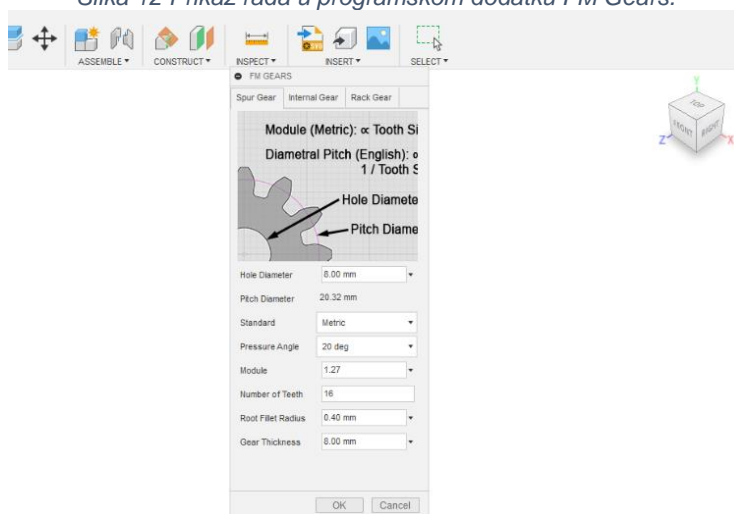 Slika 12 Prikaz rada u programskom dodatku FM Gears.
ASSEMBLE ▾ CONSTRUCT ▾ INSPECT ▾ INSERT ▾ SELECT ▾
FM GEARS
Spur Gear Internal Gear Rack Gear
Module (Metric): ∝ Tooth Si
Diametral Pitch (English): ∝
1 / Tooth S
Hole Diamete
Pitch Diame
Hole Diameter 8.00 mm
Pitch Diameter 20.32 mm
Standard Metric
Pressure Angle 20 deg
Module 1.27
Number of Teeth 16
Root Fillet Radius 0.40 mm
Gear Thickness 8.00 mm
OK Cancel
TOP
FRONT RIGHT
Y
Z X